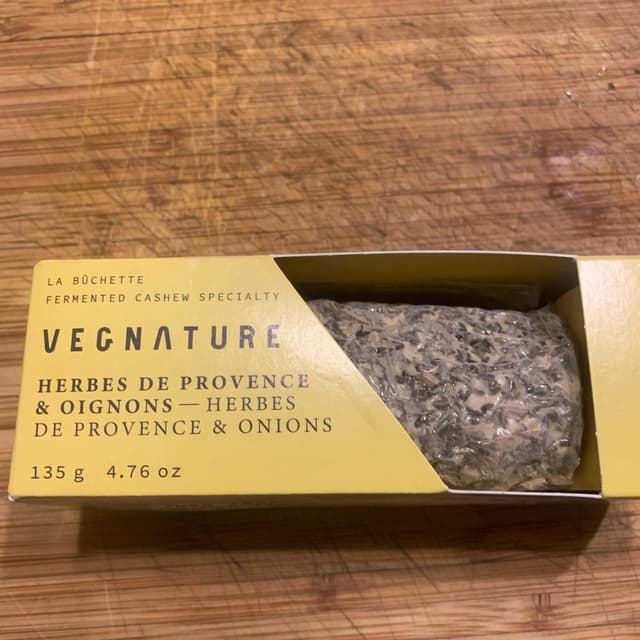 LA BÛCHETTE
FERMENTED CASHEW SPECIALTY
VEGNATURE
HERBES DE PROVENCE
& OIGNONS — HERBES
DE PROVENCE & ONIONS
135 g 4.76 oz